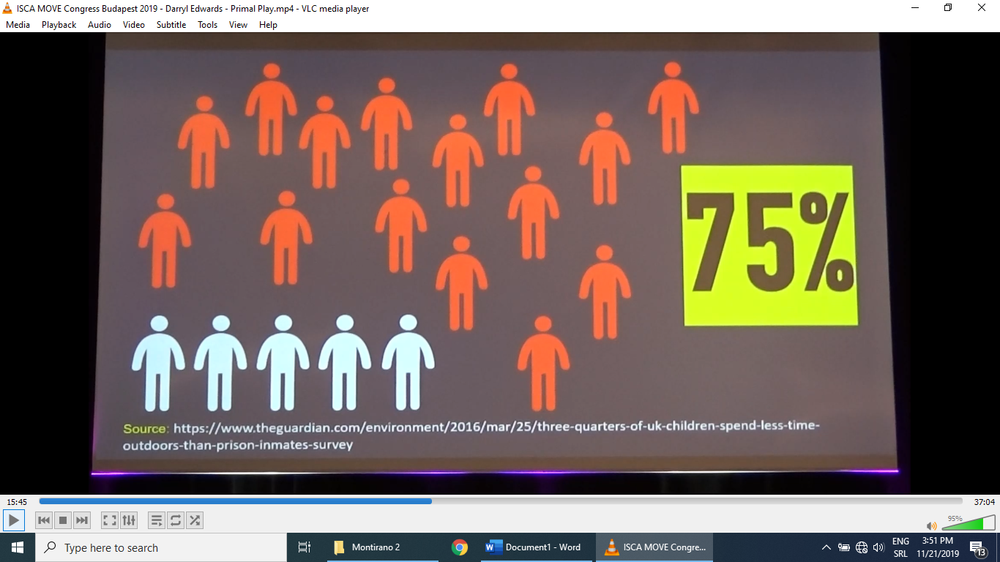 ISCA MOVE Congress Budapest 2019 - Darryl Edwards - Primal Play.mp4 - VLC media player
Media Playback Audio Video Subtitle Tools View Help
75%
Source: https://www.theguardian.com/environment/2016/mar/25/three-quarters-of-uk-children-spend-less-time-
outdoors-than-prison-inmates-survey
15:45
37:04
95%
Type here to search
Montirano 2
Document1 - Word
ISCA MOVE Congre...
ENG
SRL
3:51 PM
11/21/2019
13